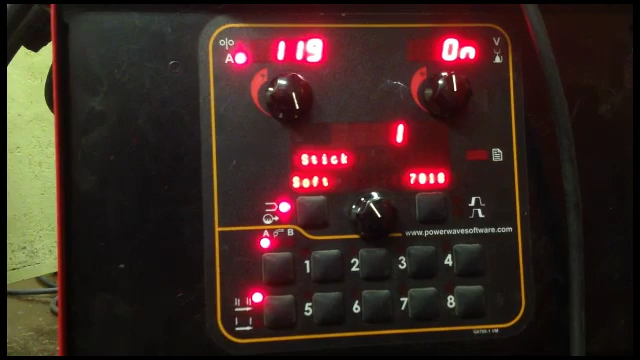 119 On
A V
1
Stick
Soft 7018
www.powerwavesoftware.com
A B
1 2 3 4
5 6 7 8